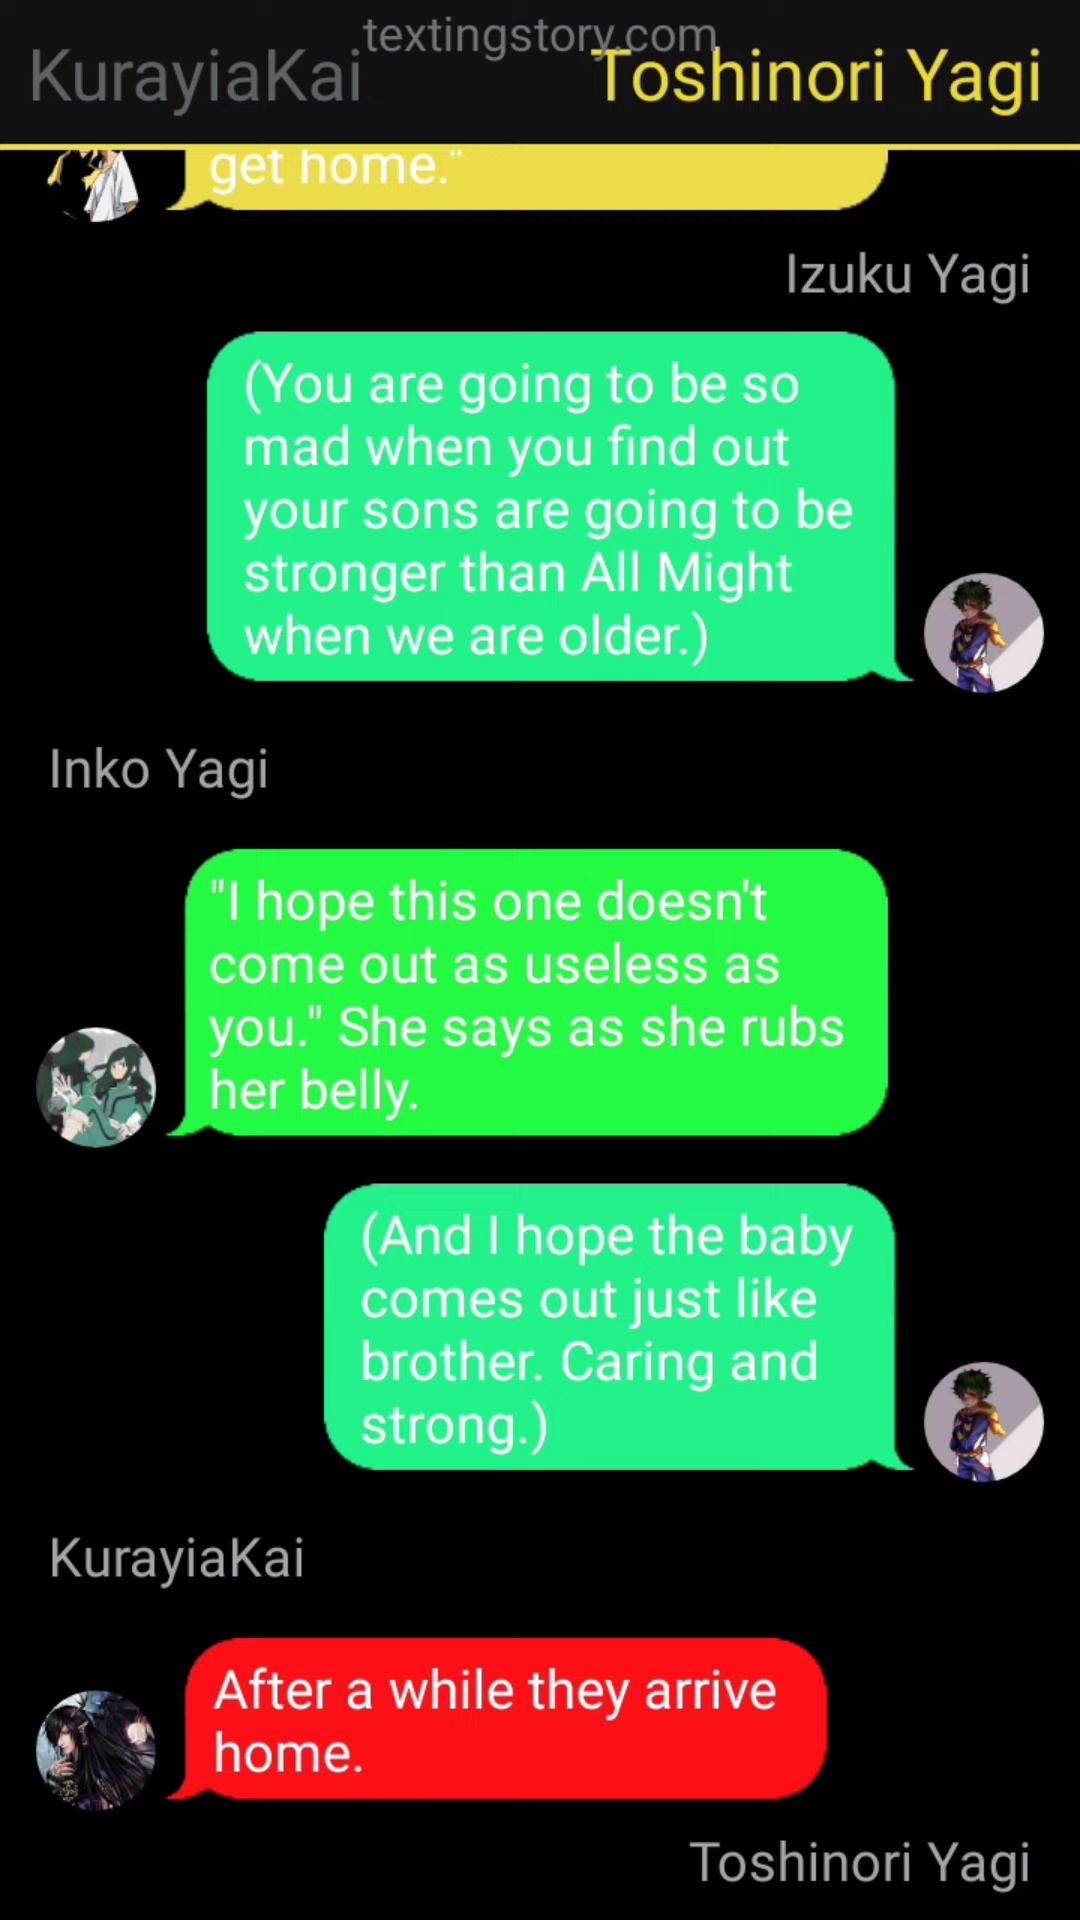 textingstory.com
KurayiaKai
Toshinori Yagi
get home."
Izuku Yagi
(You are going to be so
mad when you find out
your sons are going to be
stronger than All Might
when we are older.)
Inko Yagi
"I hope this one doesn't
come out as useless as
you." She says as she rubs
her belly.
(And I hope the baby
comes out just like
brother. Caring and
strong.)
KurayiaKai
After a while they arrive
home.
Toshinori Yagi